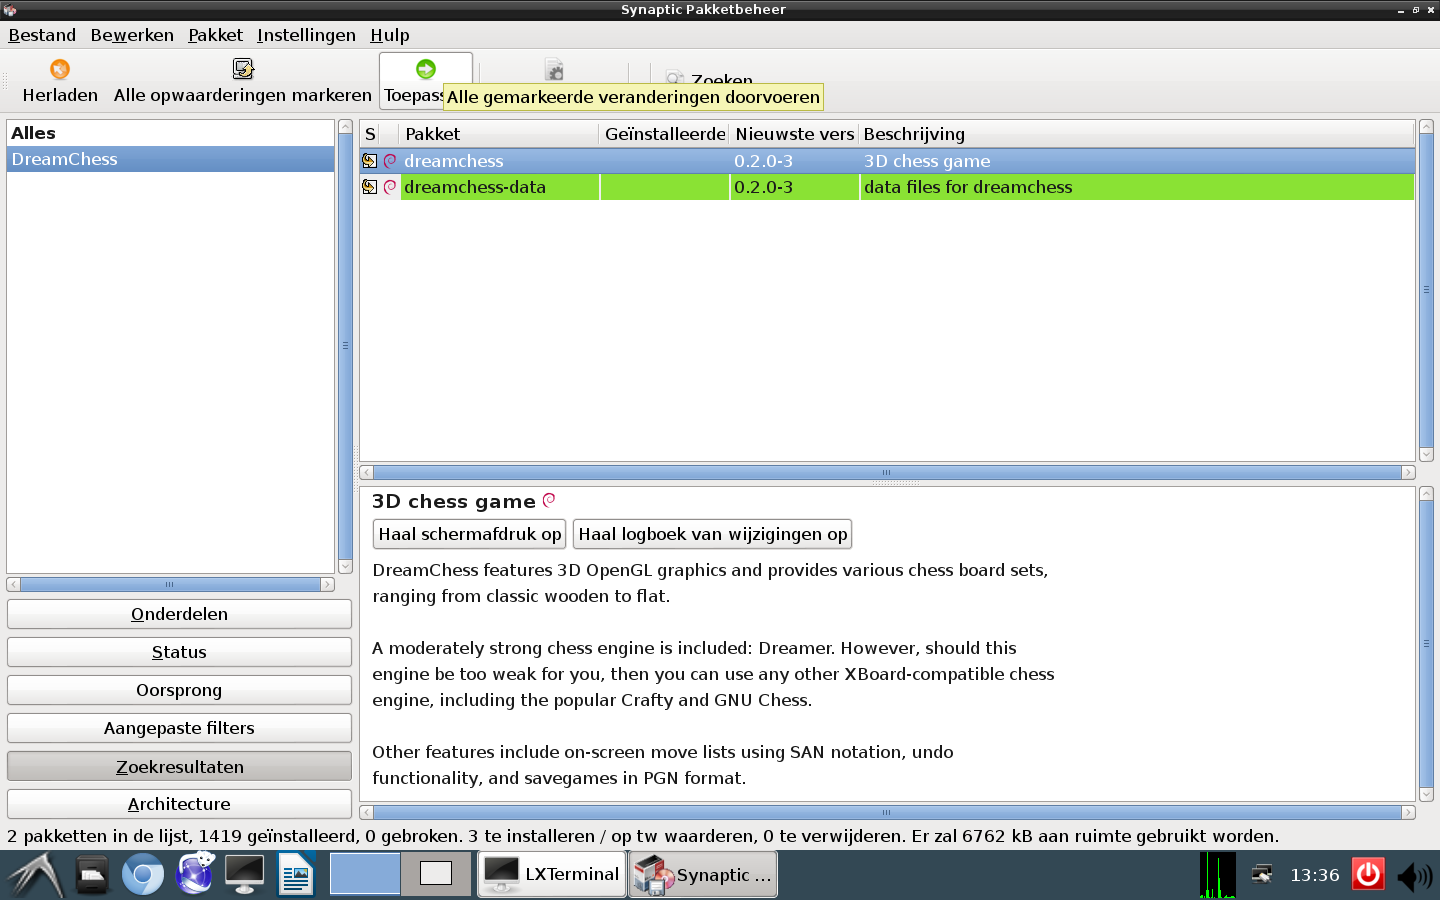 Synaptic Pakketbeheer
Bestand Bewerken Pakket Instellingen Hulp
Herladen Alle opwaarderingen markeren Toepass Zoeken
Alle gemarkeerde veranderingen doorvoeren
Alles
DreamChess
S Pakket Geïnstalleerde Nieuwste vers Beschrijving
dreamchess 0.2.0-3 3D chess game
dreamchess-data 0.2.0-3 data files for dreamchess
3D chess game
Haal schermafdruk op Haal logboek van wijzigingen op
DreamChess features 3D OpenGL graphics and provides various chess board sets,
ranging from classic wooden to flat.
A moderately strong chess engine is included: Dreamer. However, should this
engine be too weak for you, then you can use any other XBoard-compatible chess
engine, including the popular Crafty and GNU Chess.
Other features include on-screen move lists using SAN notation, undo
functionality, and savegames in PGN format.
Onderdelen
Status
Oorsprong
Aangepaste filters
Zoekresultaten
Architecture
2 pakketten in de lijst, 1419 geïnstalleerd, 0 gebroken. 3 te installeren / op tw waarderen, 0 te verwijderen. Er zal 6762 kB aan ruimte gebruikt worden.
LXTerminal Synaptic ... 13:36